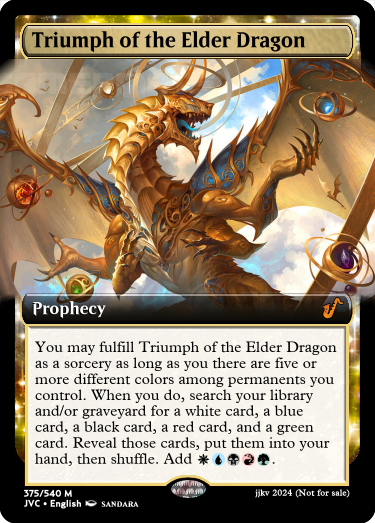 Triumph of the Elder Dragon
Prophecy
You may fulfill Triumph of the Elder Dragon
as a sorcery as long as you there are five or
more different colors among permanents you
control. When you do, search your library
and/or graveyard for a white card, a blue
card, a black card, a red card, and a green
card. Reveal those cards, put them into your
hand, then shuffle. Add .
375/540 M
JVC • English SANDARA
jjkv 2024 (Not for sale)